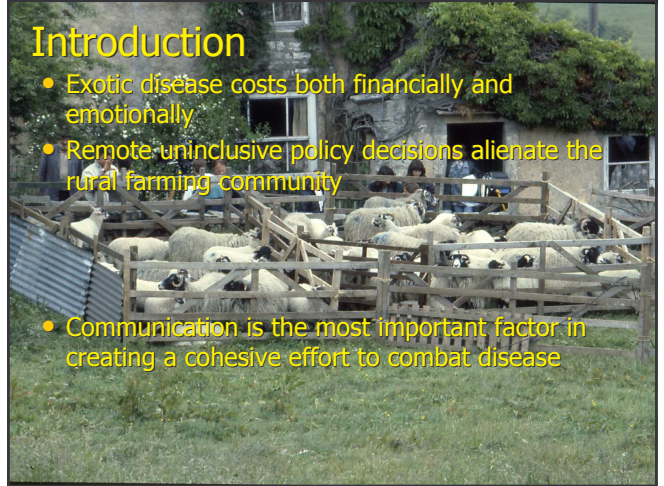 Introduction
• Exotic disease costs both financially and
emotionally
• Remote uninclusive policy decisions alienate the
rural farming community
• Communication is the most important factor in
creating a cohesive effort to combat disease